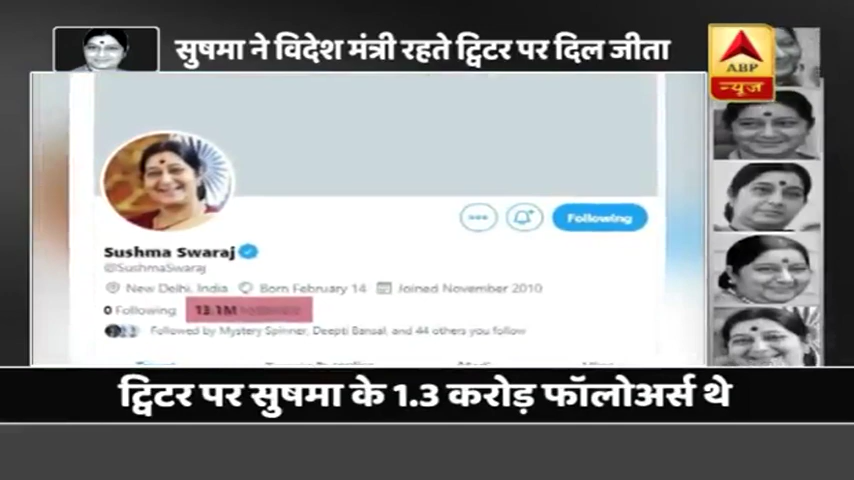 सुषमा ने विदेश मंत्री रहते ट्विटर पर दिल जीता
ABP
न्यूज़
Following
Sushma Swaraj
@SushmaSwaraj
New Delhi, India Born February 14 Joined November 2010
0 Following 13.1M
Followed by Mystery Spinner, Deepti Bansal, and 44 others you follow
ट्विटर पर सुषमा के 1.3 करोड़ फॉलोअर्स थे